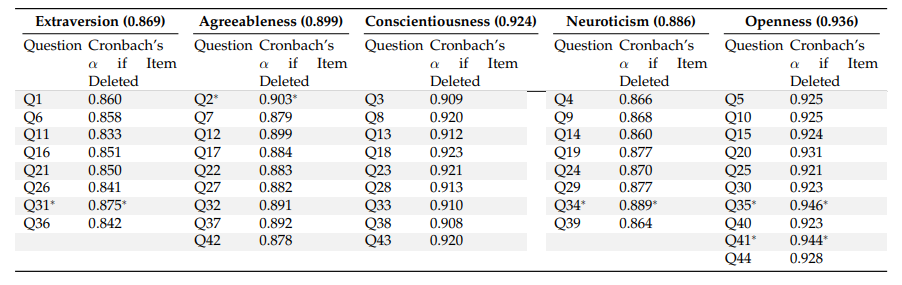 Extraversion (0.869) Agreeableness (0.899) Conscientiousness (0.924) Neuroticism (0.886) Openness (0.936)
Question Cronbach's Question Cronbach's Question Cronbach's Question Cronbach's Question Cronbach's
α if Item α if Item α if Item α if Item α if Item
Deleted Deleted Deleted Deleted Deleted
Q1 0.860 Q2* 0.903* Q3 0.909 Q4 0.866 Q5 0.925
Q6 0.858 Q7 0.879 Q8 0.920 Q9 0.868 Q10 0.925
Q11 0.833 Q12 0.899 Q13 0.912 Q14 0.860 Q15 0.924
Q16 0.851 Q17 0.884 Q18 0.923 Q19 0.877 Q20 0.931
Q21 0.850 Q22 0.883 Q23 0.921 Q24 0.870 Q25 0.921
Q26 0.841 Q27 0.882 Q28 0.913 Q29 0.877 Q30 0.923
Q31* 0.875* Q32 0.891 Q33 0.910 Q34* 0.889* Q35* 0.946*
Q36 0.842 Q37 0.892 Q38 0.908 Q39 0.864 Q40 0.923
Q42 0.878 Q43 0.920 Q41* 0.944*
Q44 0.928